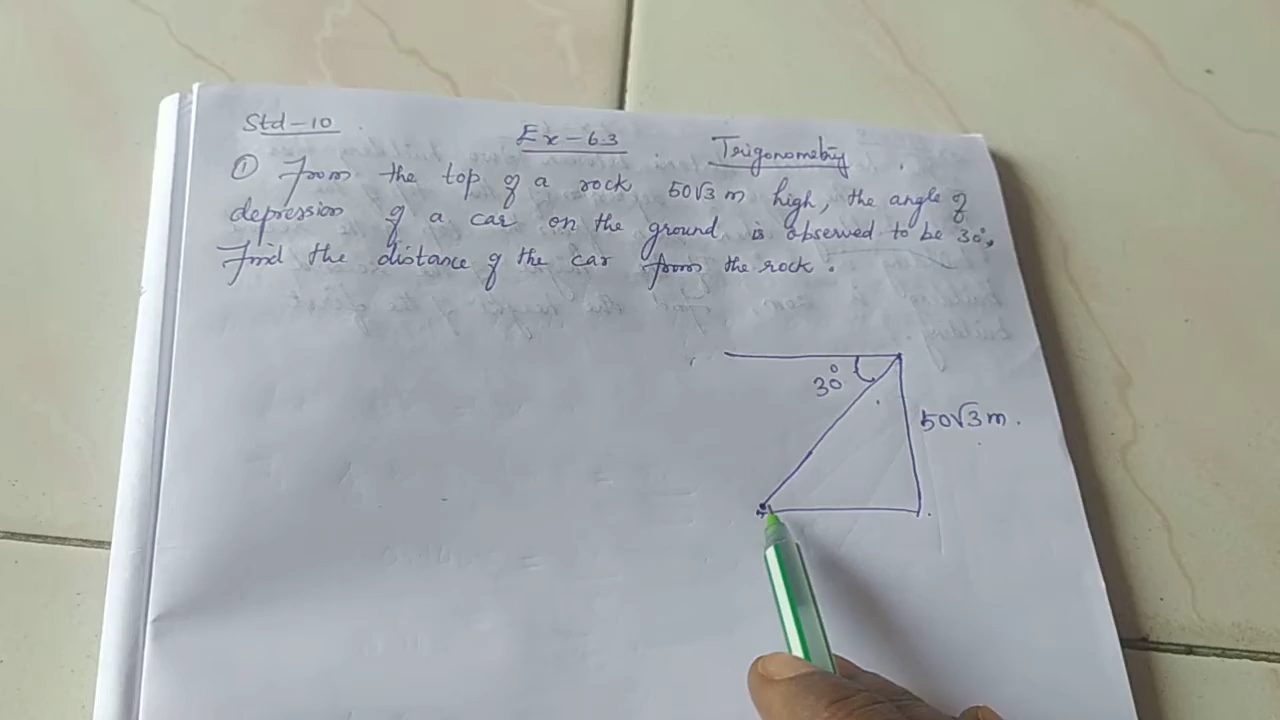 Std-10
Ex-6.3
Trigonometry
① From the top of a rock 50√3 m high, the angle of
depression of a car on the ground is observed to be 30°,
Find the distance of the car from the rock.
30°
50√3 m.